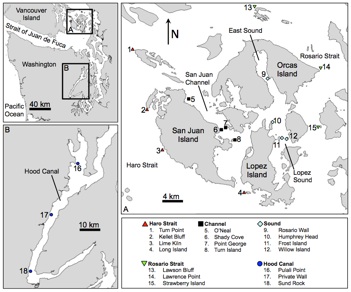 Vancouver
Island
A
Strait of Juan de Fuca
Washington
B
Pacific
Ocean
40 km
B
Hood Canal
16
17
10 km
18
N
13
East Sound
Rosario Strait
1
San Juan
Channel
Orcas
Island
14
9
5
2
10
7
6
15
San Juan
Island
8
12
11
3
Haro Strait
Lopez
Island
Lopez
Sound
4
4 km
A
Haro Strait
1. Turn Point
2. Kellet Bluff
3. Lime Kiln
4. Long Island
Channel
5. O'Neal
6. Shady Cove
7. Point George
8. Turn Island
Sound
9. Rosario Wall
10. Humphrey Head
11. Frost Island
12. Willow Island
Rosario Strait
13. Lawson Bluff
14. Lawrence Point
15. Strawberry Island
Hood Canal
16. Pulali Point
17. Private Wall
18. Sund Rock